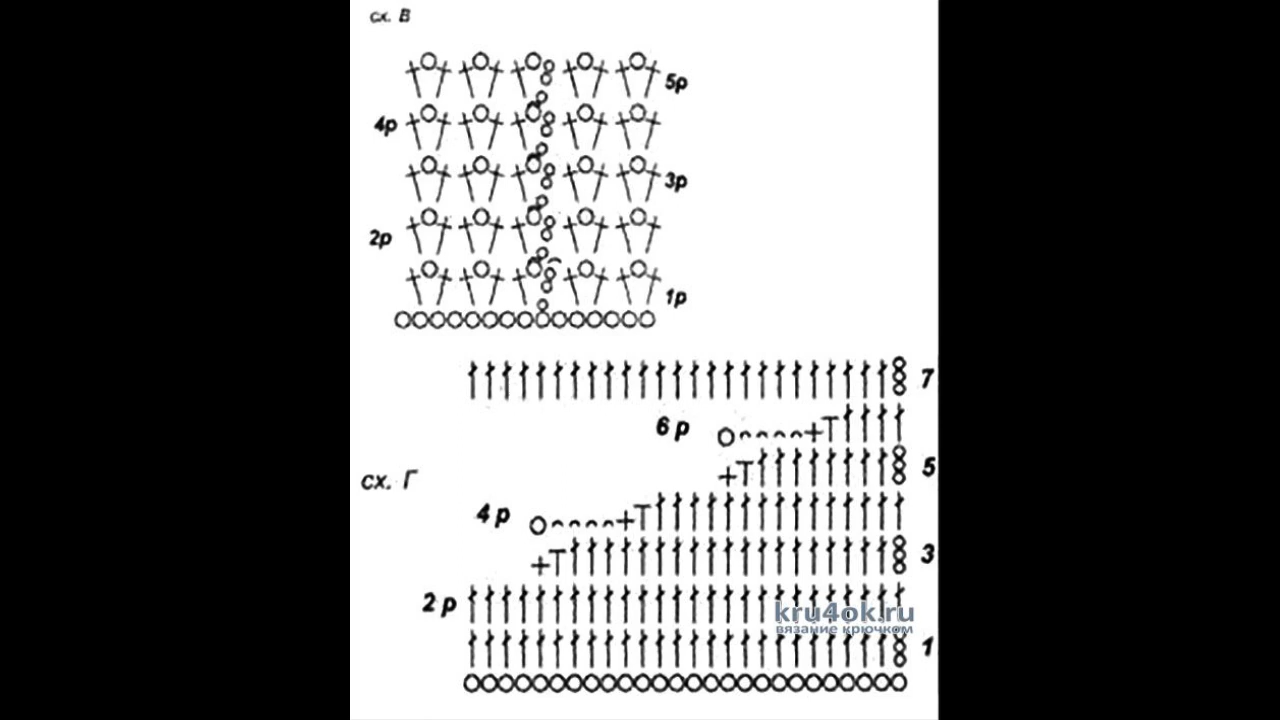 сх. В
5р
4р
3р
2р
1р
7
6 р
5
сх. Г
4 р
3
2 р
kru4ok.ru
вязание крючком
1